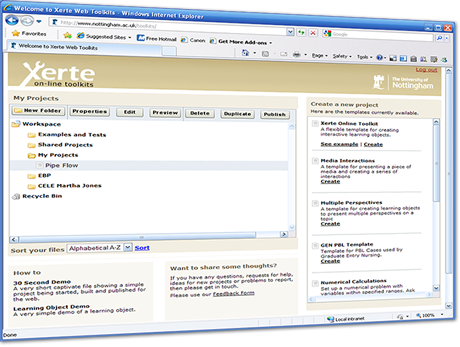 Welcome to Xerte Web Toolkits - Windows Internet Explorer
http://www.nottingham.ac.uk/toolkits/
Google
Favorites
Suggested Sites
Free Hotmail
Canon
Get More Add-ons
Welcome to Xerte Web Toolkits
Page
Safety
Tools
Log out
Xerte
on-line toolkits
The University of
Nottingham
My Projects
New Folder
Properties
Edit
Preview
Delete
Duplicate
Publish
Workspace
Examples and Tests
Shared Projects
My Projects
Pipe Flow
EBP
CELE Martha Jones
Recycle Bin
Sort your files
Alphabetical A-Z
Sort
Create a new project
Here are the templates currently available.
Xerte Online Toolkit
A flexible template for creating
interactive learning objects.
See example | Create
Media Interactions
A template for presenting a piece of
media and creating a series of
interactions
Create
Multiple Perspectives
A template for creating learning objects
to present multiple perspectives on a
topic
Create
GEN PBL Template
Template for PBL Cases used by
Graduate Entry Nursing.
Create
Numerical Calculations
Set up a numerical problem with
variables within specified ranges. Ask
How to
30 Second Demo
A very short captivate file showing a simple
project being started, built and published for
the web.
Learning Object Demo
A very simple demo of a learning object.
Want to share some thoughts?
If you have any questions, requests for help,
ideas for new projects or problems to report,
then please get in touch.
Please use our Feedback Form
Done
Local intranet
100%